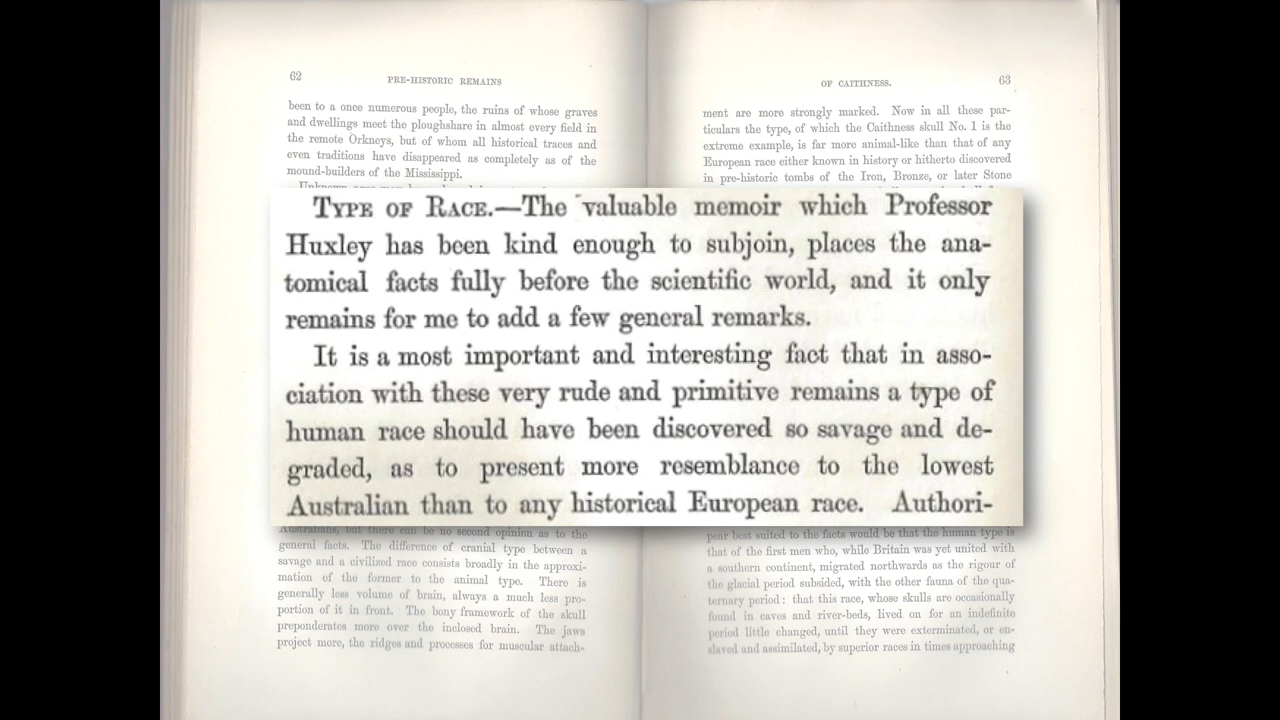 62
PRE-HISTORIC REMAINS
been to a once numerous people, the ruins of whose graves
and dwellings meet the ploughshare in almost every field in
the remote Orkneys, but of whom all historical traces and
even traditions have disappeared as completely as of the
mound-builders of the Mississippi.
TYPE OF RACE.—The valuable memoir which Professor
Huxley has been kind enough to subjoin, places the ana-
tomical facts fully before the scientific world, and it only
remains for me to add a few general remarks.
It is a most important and interesting fact that in asso-
ciation with these very rude and primitive remains a type of
human race should have been discovered so savage and de-
graded, as to present more resemblance to the lowest
Australian than to any historical European race. Authori-
Australians, but there can be no second opinion as to the
general facts. The difference of cranial type between a
savage and a civilized race consists broadly in the approxi-
mation of the former to the animal type. There is
generally less volume of brain, always a much less pro-
portion of it in front. The bony framework of the skull
preponderates more over the inclosed brain. The jaws
project more, the ridges and processes for muscular attach-
OF CAITHNESS.
63
ment are more strongly marked. Now in all these par-
ticulars the type, of which the Caithness skull No. 1 is the
extreme example, is far more animal-like than that of any
European race either known in history or hitherto discovered
in pre-historic tombs of the Iron, Bronze, or later Stone
pear best suited to the facts would be that the human type is
that of the first men who, while Britain was yet united with
a southern continent, migrated northwards as the rigour of
the glacial period subsided, with the other fauna of the qua-
ternary period: that this race, whose skulls are occasionally
found in caves and river-beds, lived on for an indefinite
period little changed, until they were exterminated, or en-
slaved and assimilated, by superior races in times approaching